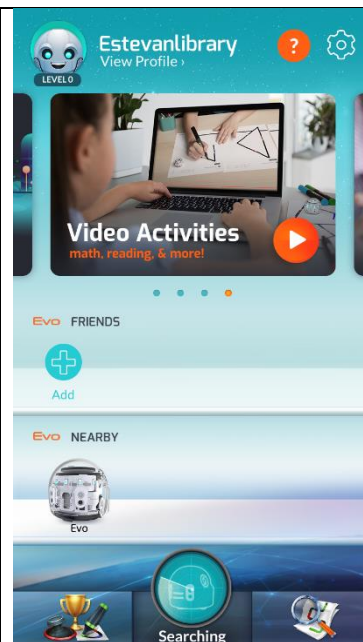 Estevanlibrary
View Profile ›
?
LEVEL 0
Video Activities
math, reading, & more!
Evo FRIENDS
Add
Evo NEARBY
Evo
Searching